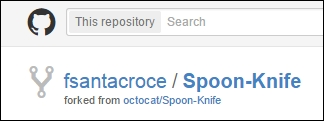 This repository Search
fsantacroce / Spoon-Knife
forked from octocat/Spoon-Knife